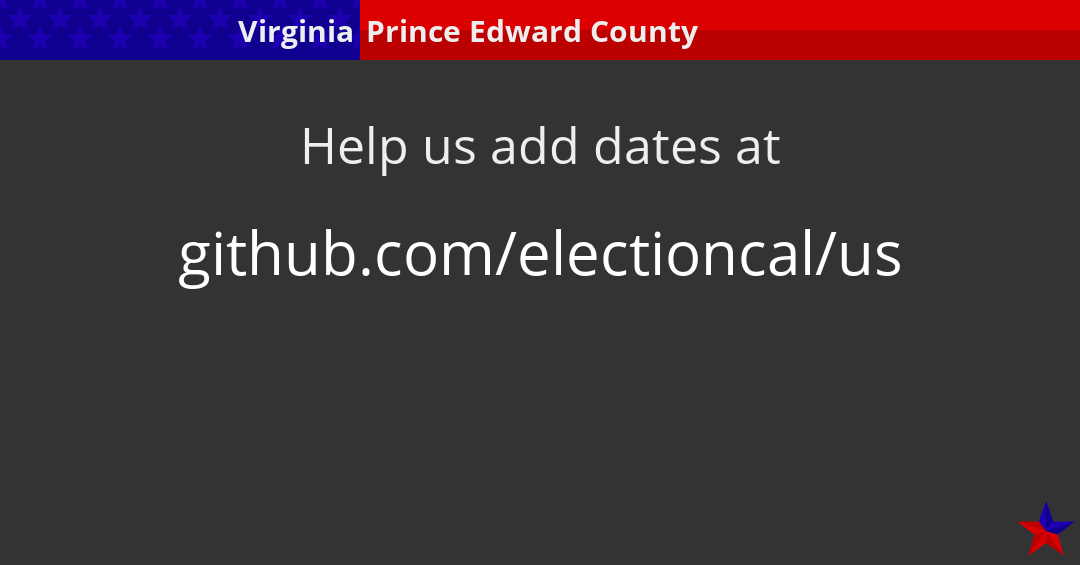 Virginia Prince Edward County
Help us add dates at
github.com/electioncal/us